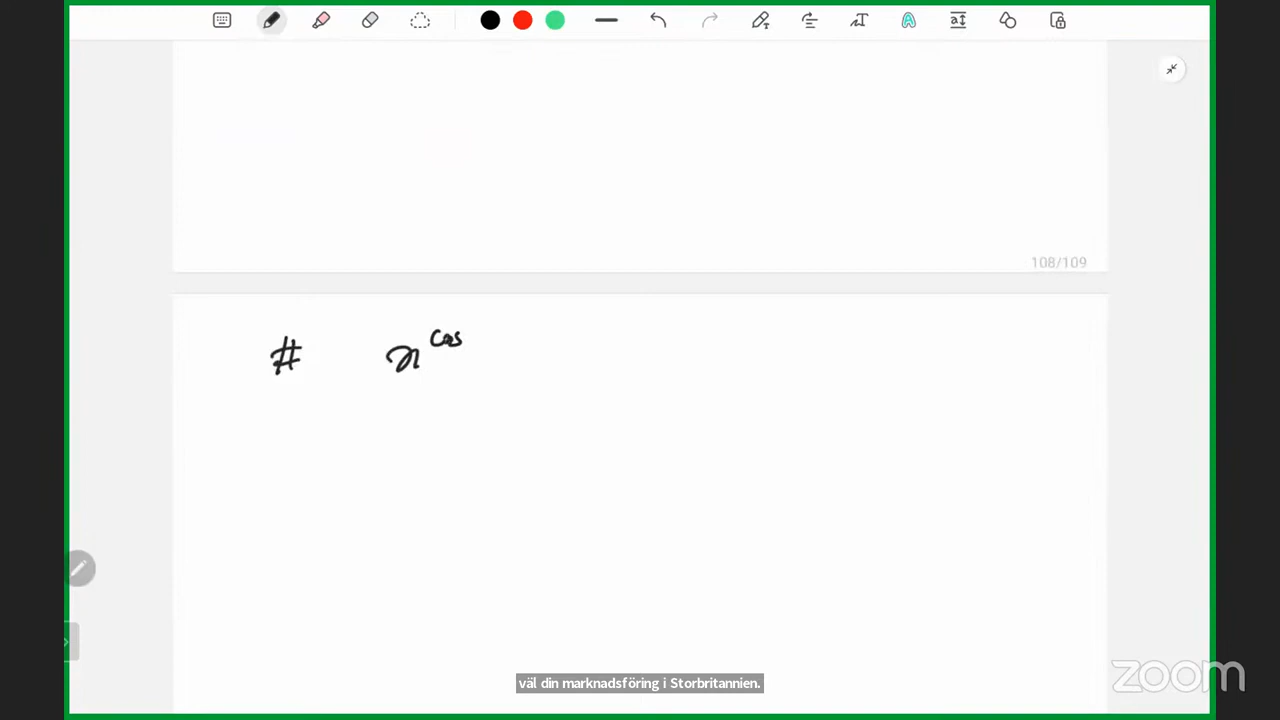 108/109
# x^cos
väl din marknadsföring i Storbritannien.
zoom